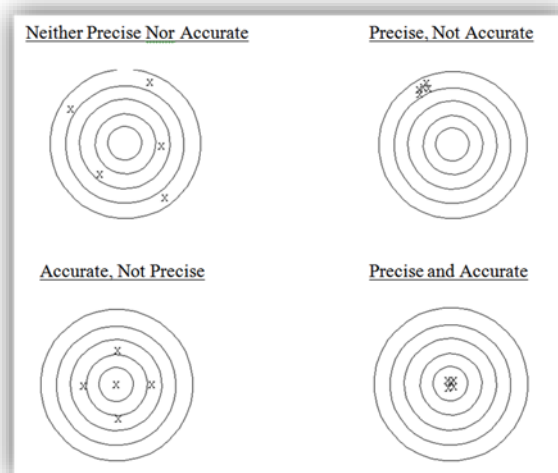 Neither Precise Nor Accurate
Precise, Not Accurate
Accurate, Not Precise
Precise and Accurate